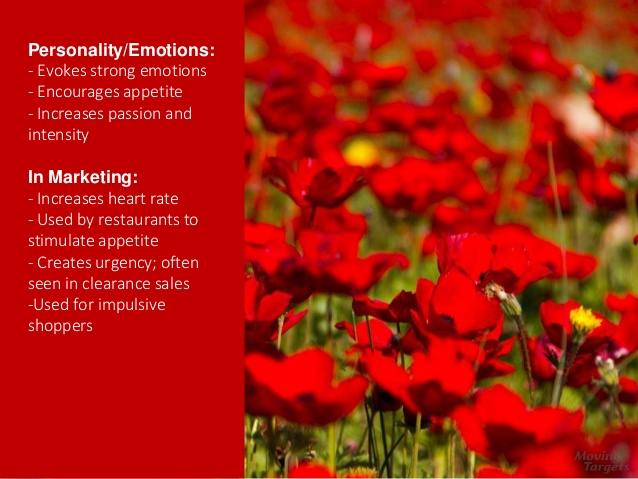 Personality/Emotions:
- Evokes strong emotions
- Encourages appetite
- Increases passion and
intensity
In Marketing:
- Increases heart rate
- Used by restaurants to
stimulate appetite
- Creates urgency; often
seen in clearance sales
-Used for impulsive
shoppers
Moving
Targets